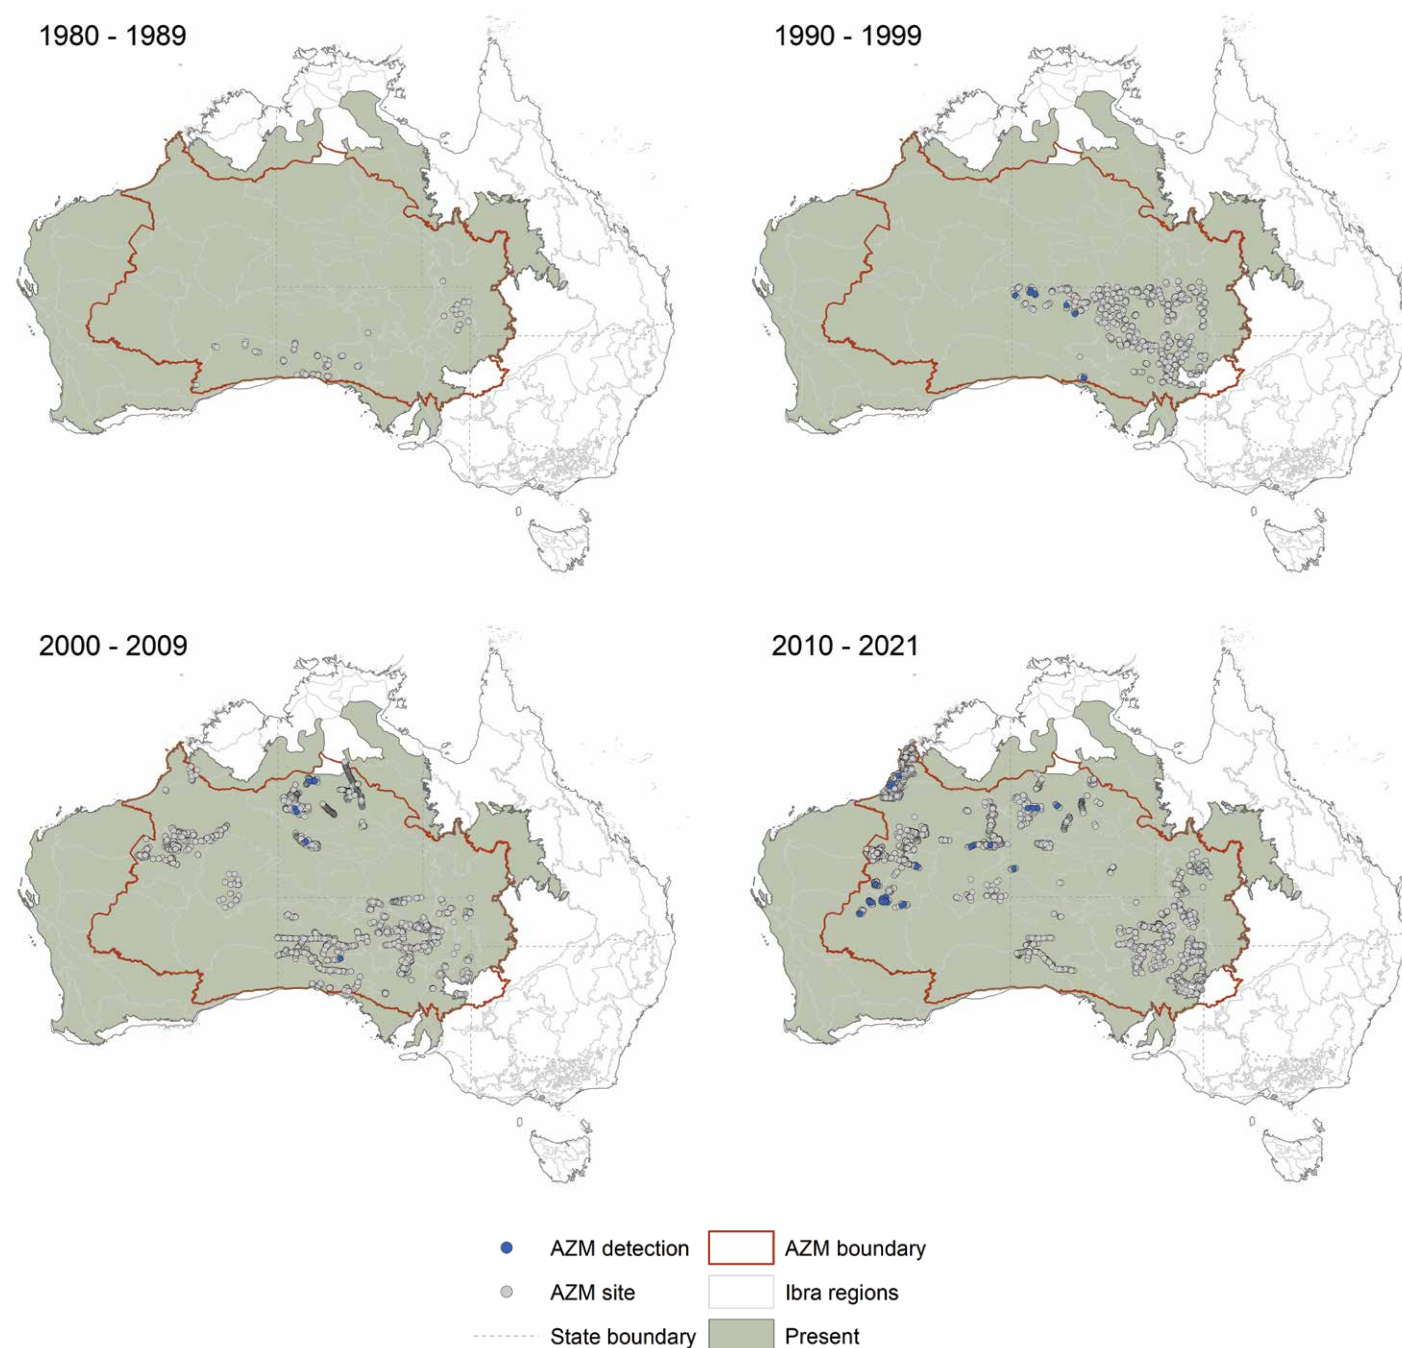 1980 - 1989
1990 - 1999
2000 - 2009
2010 - 2021
AZM detection
AZM boundary
AZM site
Ibra regions
State boundary
Present